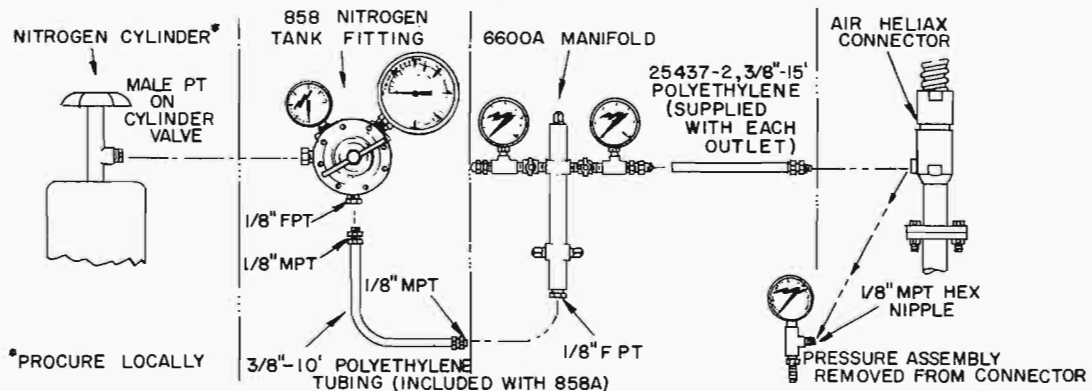 NITROGEN CYLINDER*
MALE PT
ON
CYLINDER
VALVE
*PROCURE LOCALLY
858 NITROGEN
TANK FITTING
1/8" FPT
1/8" MPT
1/8" MPT
3/8"-10' POLYETHYLENE
TUBING (INCLUDED WITH 858A)
6600A MANIFOLD
25437-2, 3/8"-15'
POLYETHYLENE
(SUPPLIED
WITH EACH
OUTLET)
1/8" F PT
AIR HELIAX
CONNECTOR
1/8" MPT HEX
NIPPLE
PRESSURE ASSEMBLY
REMOVED FROM CONNECTOR